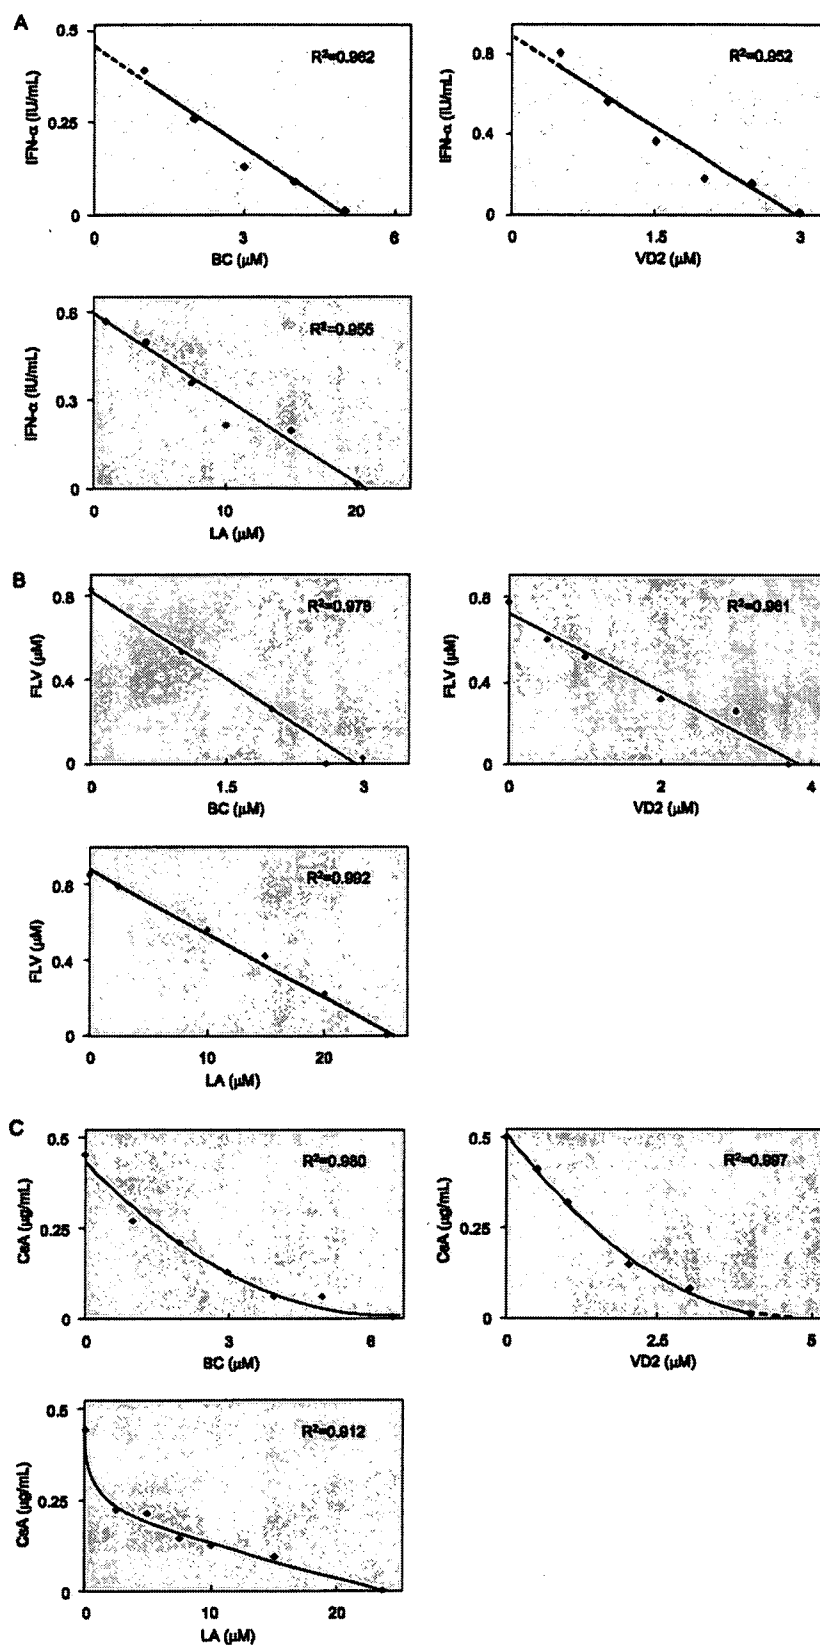 A
0.5
0.25
0
IFN-α (IU/mL)
R²=0.962
0 3 6
BC (μM)
0.8
0.4
0
IFN-α (IU/mL)
R²=0.952
0 1.5 3
VD2 (μM)
0.6
0.3
0
IFN-α (IU/mL)
R²=0.955
0 10 20
LA (μM)
B
0.8
0.4
0
FLV (μM)
R²=0.978
0 1.5 3
BC (μM)
0.8
0.4
0
FLV (μM)
R²=0.961
0 2 4
VD2 (μM)
0.8
0.4
0
FLV (μM)
R²=0.992
0 10 20
LA (μM)
C
0.5
0.25
0
CsA (μg/mL)
R²=0.980
0 3 6
BC (μM)
0.5
0.25
0
CsA (μg/mL)
R²=0.997
0 2.5 5
VD2 (μM)
0.5
0.25
0
CsA (μg/mL)
R²=0.912
0 10 20
LA (μM)